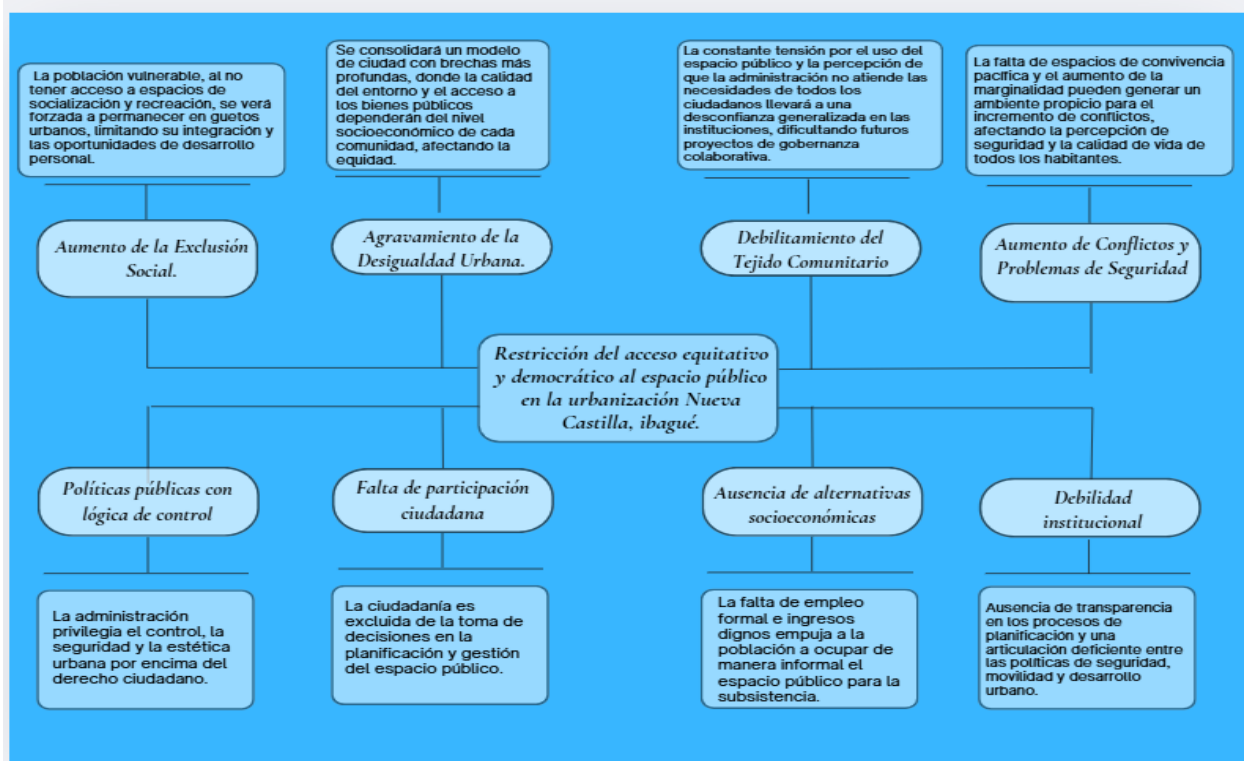 La población vulnerable, al no
tener acceso a espacios de
socialización y recreación, se verá
forzada a permanecer en guetos
urbanos, limitando su integración y
las oportunidades de desarrollo
personal.
Se consolidará un modelo
de ciudad con brechas más
profundas, donde la calidad
del entorno y el acceso a
los bienes públicos
dependerán del nivel
socioeconómico de cada
comunidad, afectando la
equidad.
La constante tensión por el uso del
espacio público y la percepción de
que la administración no atiende las
necesidades de todos los
ciudadanos llevará a una
desconfianza generalizada en las
instituciones, dificultando futuros
proyectos de gobernanza
colaborativa.
La falta de espacios de convivencia
pacífica y el aumento de la
marginalidad pueden generar un
ambiente propicio para el
incremento de conflictos,
afectando la percepción de
seguridad y la calidad de vida de
todos los habitantes.
Aumento de la Exclusión
Social.
Agravamiento de la
Desigualdad Urbana.
Debilitamiento del
Tejido Comunitario
Aumento de Conflictos y
Problemas de Seguridad
Restricción del acceso equitativo
y democrático al espacio público
en la urbanización Nueva
Castilla, ibagué.
Políticas públicas con
lógica de control
Falta de participación
ciudadana
Ausencia de alternativas
socioeconómicas
Debilidad
institucional
La administración
privilegia el control, la
seguridad y la estética
urbana por encima del
derecho ciudadano.
La ciudadanía es
excluida de la toma de
decisiones en la
planificación y gestión
del espacio público.
La falta de empleo
formal e ingresos
dignos empuja a la
población a ocupar de
manera informal el
espacio público para la
subsistencia.
Ausencia de transparencia
en los procesos de
planificación y una
articulación deficiente entre
las políticas de seguridad,
movilidad y desarrollo
urbano.